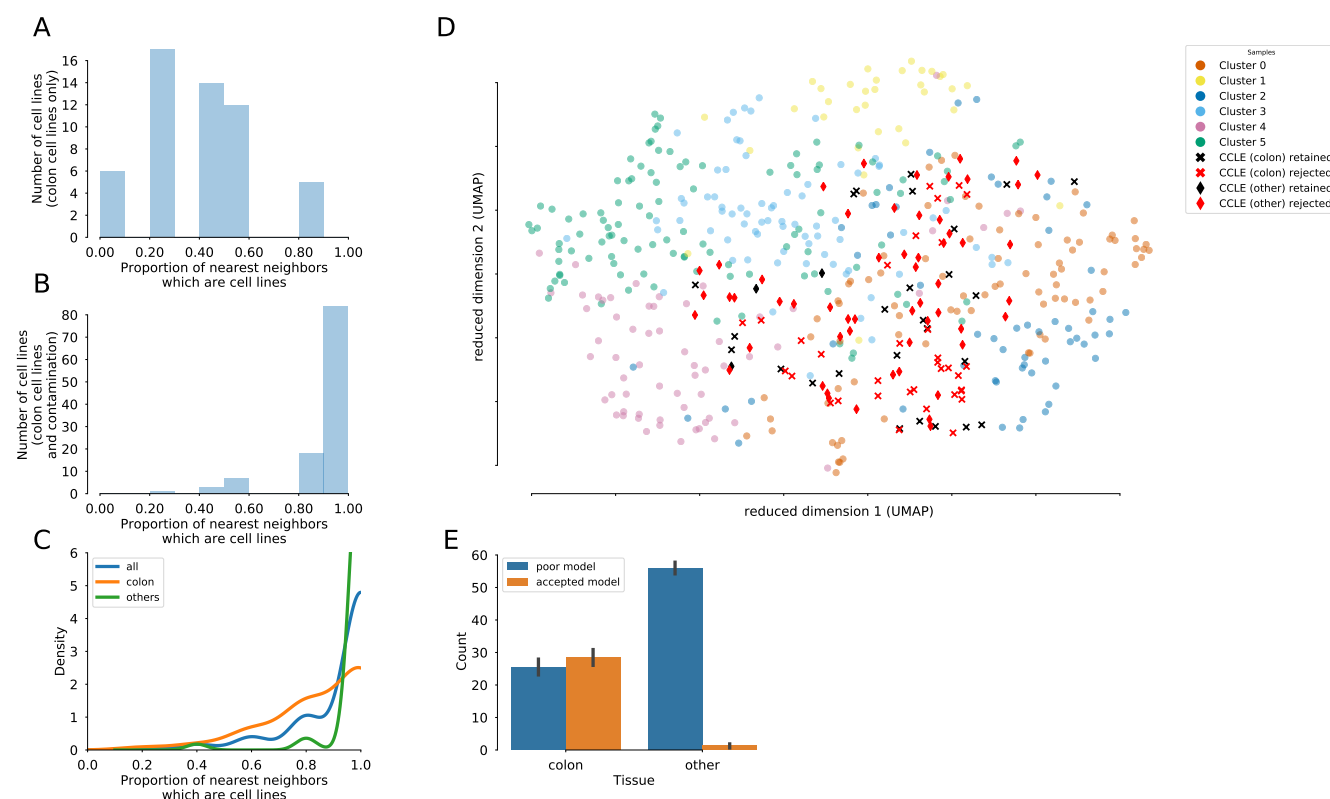 A
Number of cell lines
(colon cell lines only)
16
14
12
10
8
6
4
2
0
0.00 0.20 0.40 0.60 0.80 1.00
Proportion of nearest neighbors
which are cell lines
B
Number of cell lines
(colon cell lines
and contamination)
80
70
60
50
40
30
20
10
0
0.00 0.20 0.40 0.60 0.80 1.00
Proportion of nearest neighbors
which are cell lines
C
Density
6
5
4
3
2
1
0
all
colon
others
0.0 0.2 0.4 0.6 0.8 1.0
Proportion of nearest neighbors
which are cell lines
D
reduced dimension 2 (UMAP)
reduced dimension 1 (UMAP)
Samples
Cluster 0
Cluster 1
Cluster 2
Cluster 3
Cluster 4
Cluster 5
CCLE (colon) retained
CCLE (colon) rejected
CCLE (other) retained
CCLE (other) rejected
E
Count
60
50
40
30
20
10
0
poor model
accepted model
colon other
Tissue